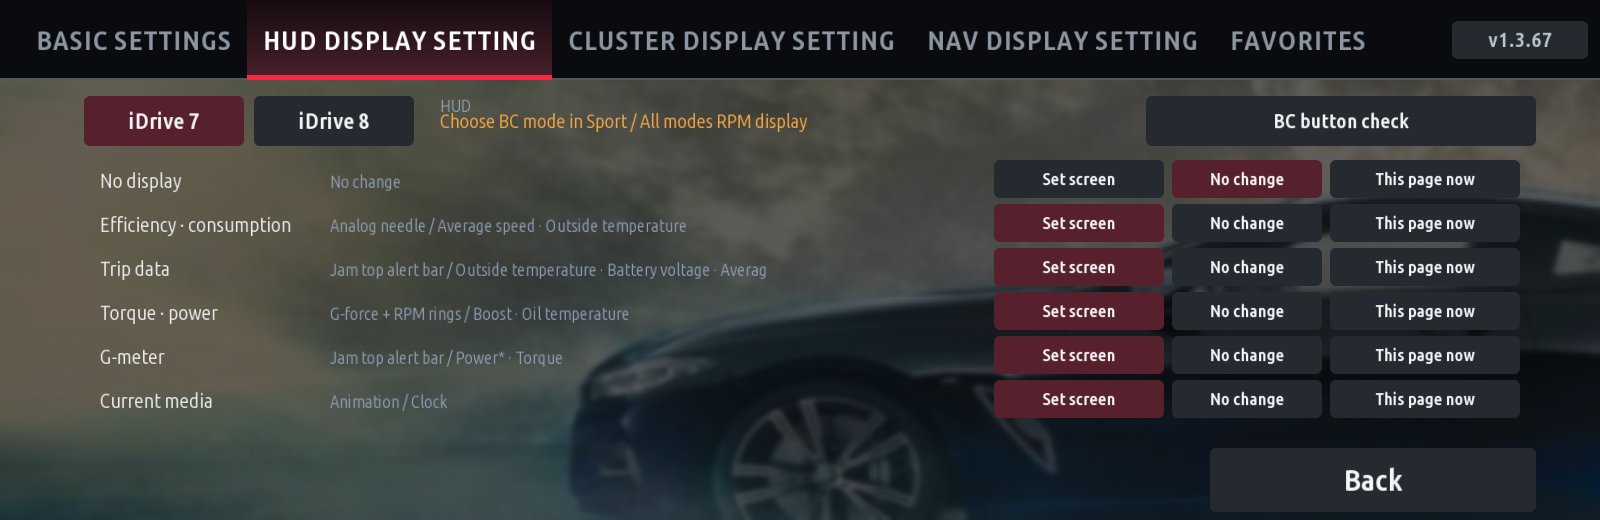 BASIC SETTINGS HUD DISPLAY SETTING CLUSTER DISPLAY SETTING NAV DISPLAY SETTING FAVORITES v1.3.67
iDrive 7 iDrive 8 HUD
Choose BC mode in Sport / All modes RPM display BC button check
No display No change Set screen No change This page now
Efficiency · consumption Analog needle / Average speed · Outside temperature Set screen No change This page now
Trip data Jam top alert bar / Outside temperature · Battery voltage · Averag Set screen No change This page now
Torque · power G-force + RPM rings / Boost · Oil temperature Set screen No change This page now
G-meter Jam top alert bar / Power* · Torque Set screen No change This page now
Current media Animation / Clock Set screen No change This page now
Back